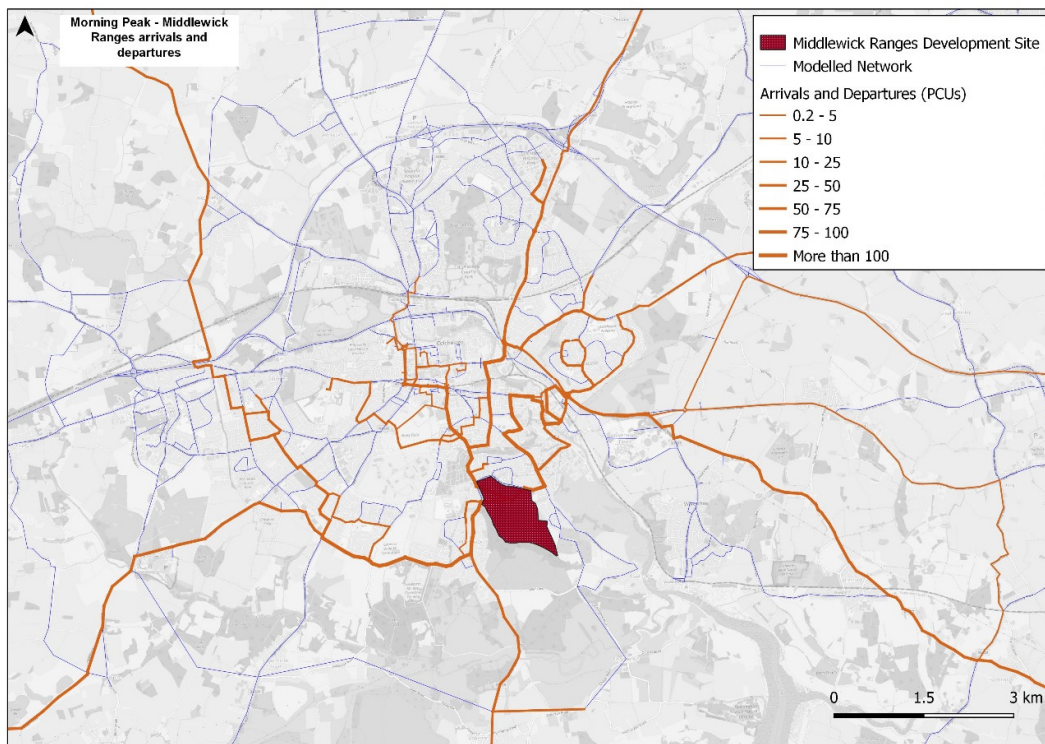 Morning Peak - Middlewick
Ranges arrivals and
departures
Middlewick Ranges Development Site
Modelled Network
Arrivals and Departures (PCUs)
0.2 - 5
5 - 10
10 - 25
25 - 50
50 - 75
75 - 100
More than 100
0 1.5 3 km